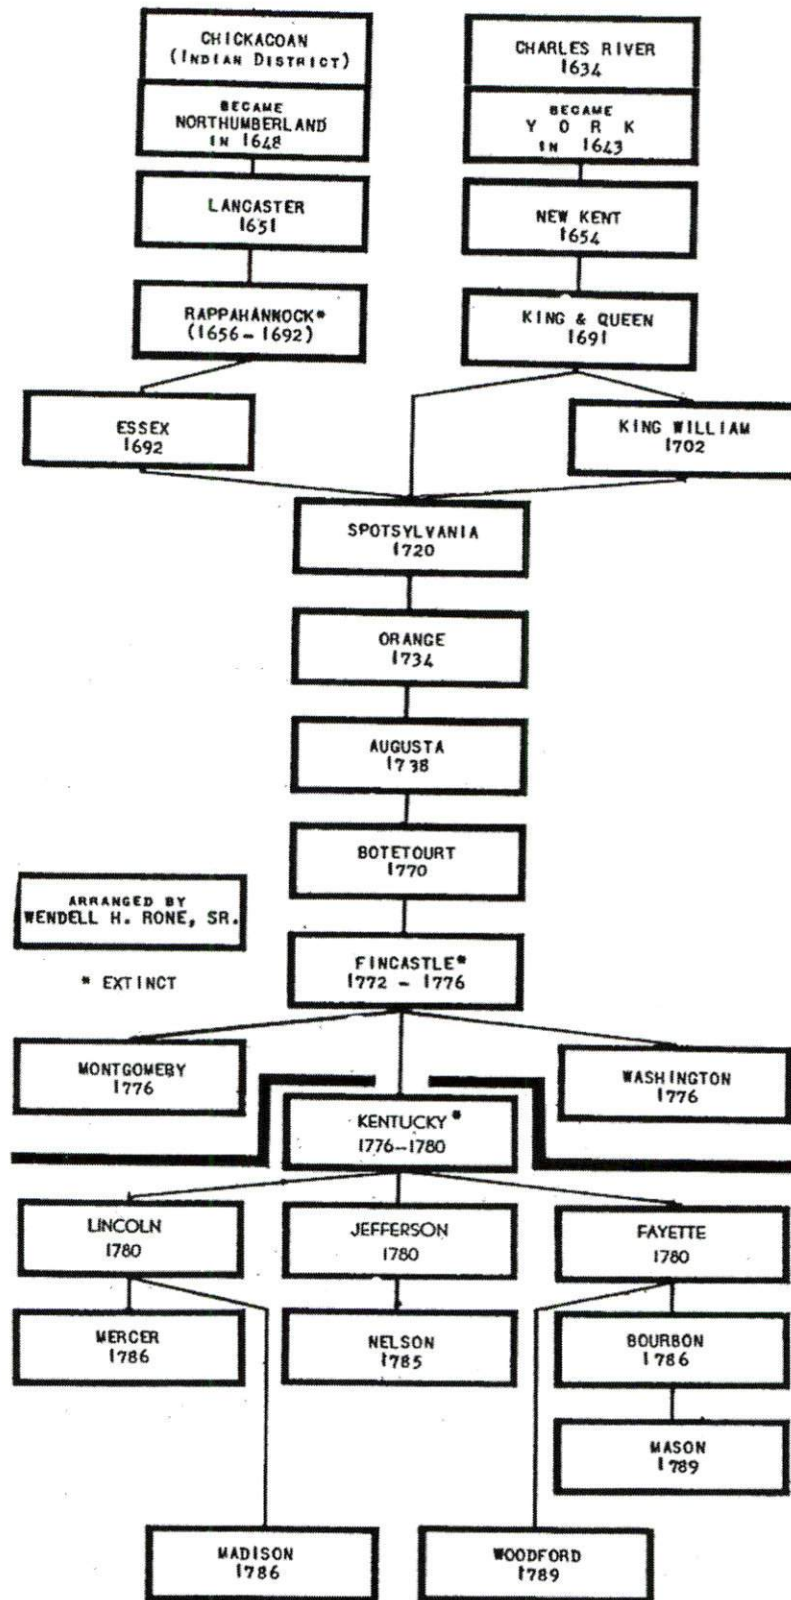 CHICKACOAN
(INDIAN DISTRICT)
BECAME
NORTHUMBERLAND
IN 1648
CHARLES RIVER
1634
BECAME
Y O R K
IN 1643
LANCASTER
1651
NEW KENT
1654
RAPPAHANNOCK*
(1656-1692)
KING & QUEEN
1691
ESSEX
1692
KING WILLIAM
1702
SPOTSYLVANIA
1720
ORANGE
1734
AUGUSTA
1738
BOTETOURT
1770
ARRANGED BY
WENDELL H. RONE, SR.
* EXTINCT
FINCASTLE*
1772 - 1776
MONTGOMERY
1776
WASHINGTON
1776
KENTUCKY*
1776-1780
LINCOLN
1780
JEFFERSON
1780
FAYETTE
1780
MERCER
1786
NELSON
1785
BOURBON
1786
MASON
1789
MADISON
1786
WOODFORD
1789